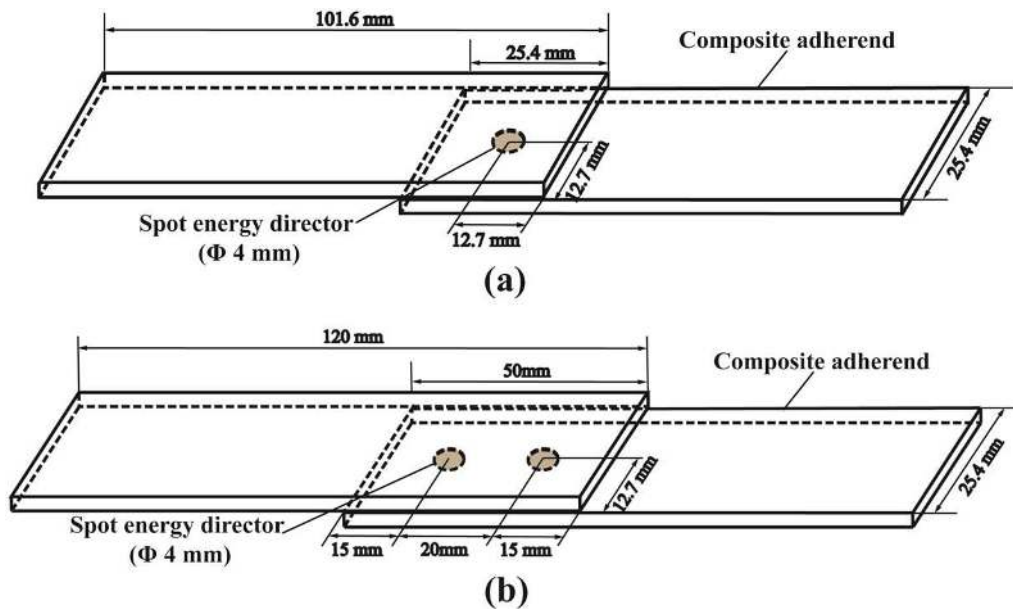 101.6 mm
25.4 mm
Composite adherend
25.4 mm
12.7 mm
Spot energy director
(Φ 4 mm)
12.7 mm
(a)
120 mm
50mm
Composite adherend
25.4 mm
12.7 mm
Spot energy director
(Φ 4 mm)
15 mm
20mm
15 mm
(b)